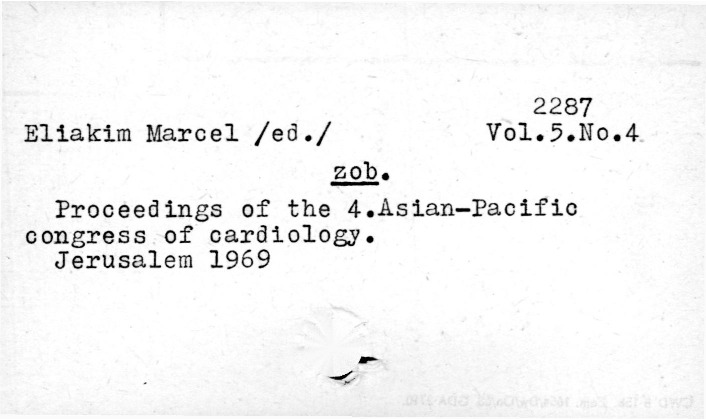 2287
Eliakim Marcel /ed./ Vol.5.No.4
zob.
Proceedings of the 4.Asian-Pacific
congress of cardiology.
Jerusalem 1969